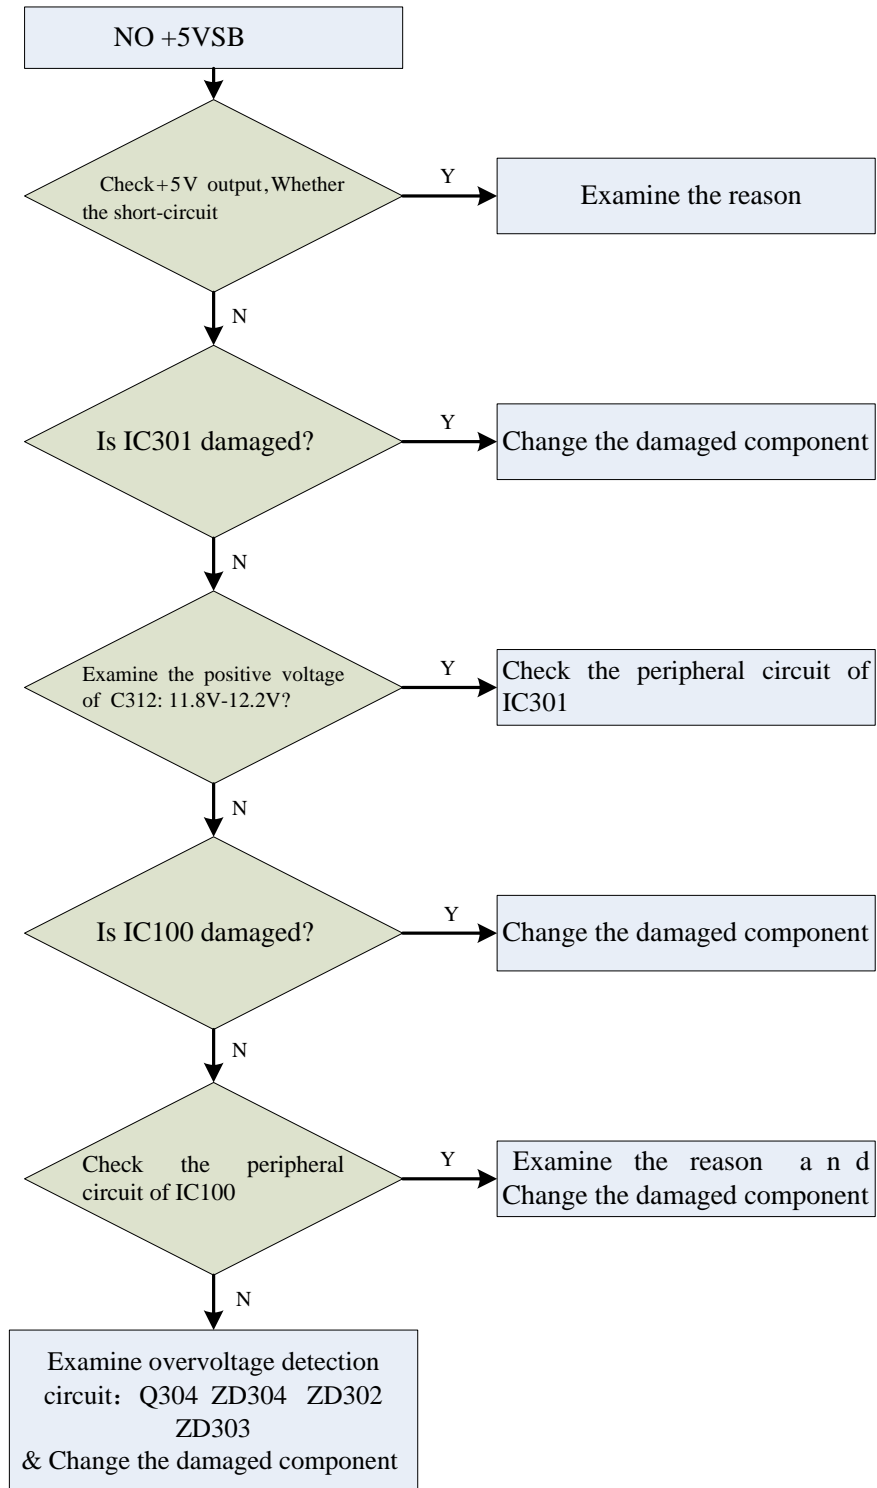 NO +5VSB
Check+5V output,Whether
the short-circuit
Y
Examine the reason
N
Is IC301 damaged?
Y
Change the damaged component
N
Examine the positive voltage
of C312: 11.8V-12.2V?
Y
Check the peripheral circuit of
IC301
N
Is IC100 damaged?
Y
Change the damaged component
N
Check the peripheral
circuit of IC100
Y
Examine the reason a n d
Change the damaged component
N
Examine overvoltage detection
circuit: Q304 ZD304 ZD302
ZD303
& Change the damaged component